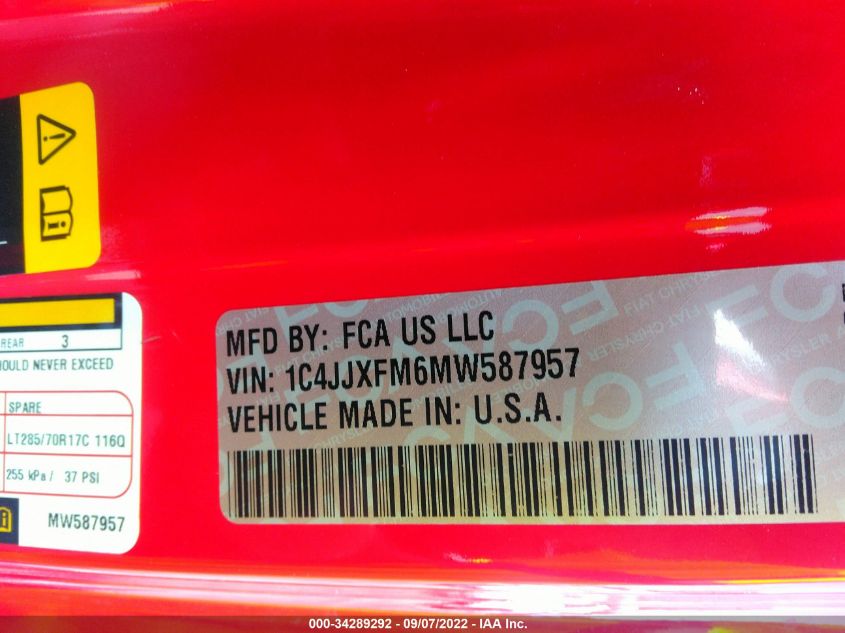 REAR 3
OULD NEVER EXCEED
SPARE
LT285/70R17C 116Q
255 kPa / 37 PSI
MW587957
MFD BY: FCA US LLC
VIN: 1C4JJXFM6MW587957
VEHICLE MADE IN: U.S.A.
000-34289292 - 09/07/2022 - IAA Inc.